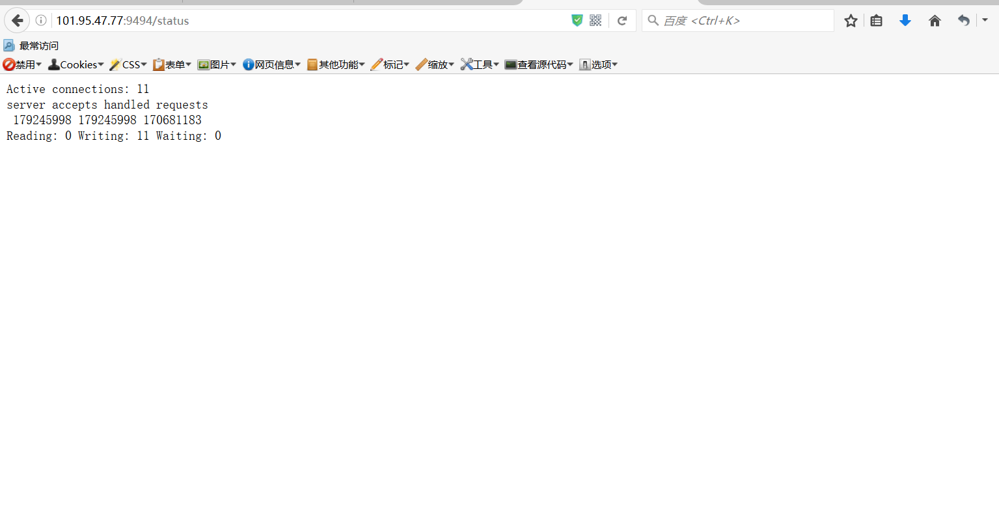 101.95.47.77:9494/status
百度 <Ctrl+K>
最常访问
禁用 Cookies CSS 表单 图片 网页信息 其他功能 标记 缩放 工具 查看源代码 选项
Active connections: 11
server accepts handled requests
179245998 179245998 170681183
Reading: 0 Writing: 11 Waiting: 0